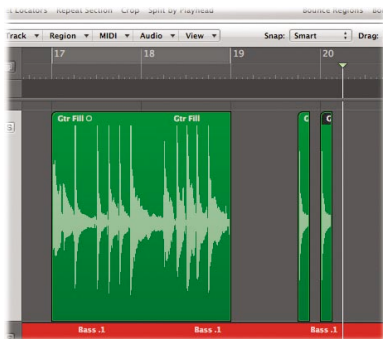 Locators Repeat Section Crop Split by Playhead Bounce Regions
Track Region MIDI Audio View Snap: Smart Drag:
17 18 19 20
Gtr Fill Gtr Fill G G
S
Bass .1 Bass .1 Bass .1